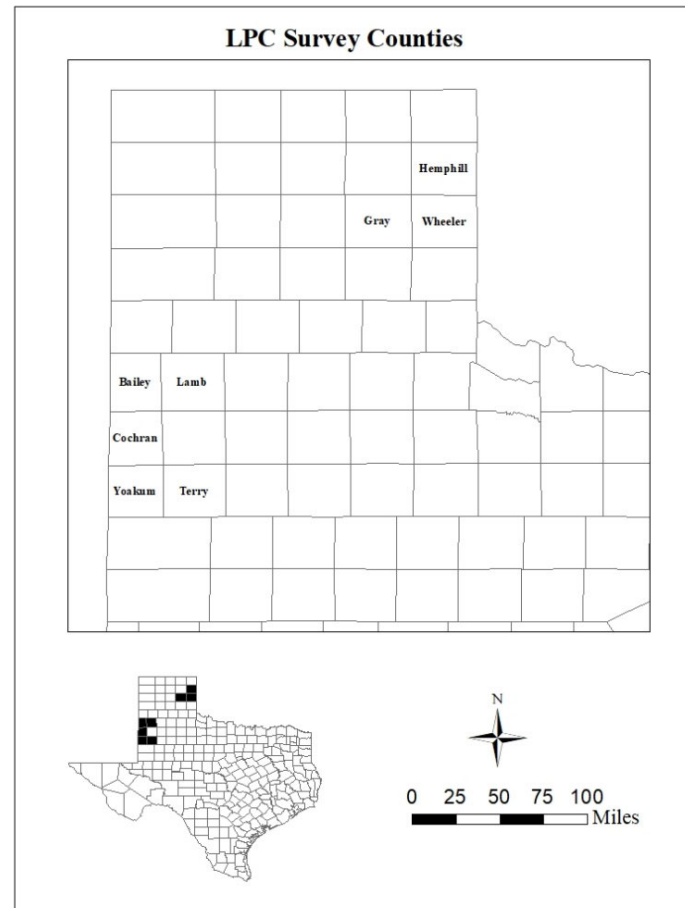 LPC Survey Counties
Hemphill
Gray Wheeler
Bailey Lamb
Cochran
Yoakum Terry
N
0 25 50 75 100
Miles